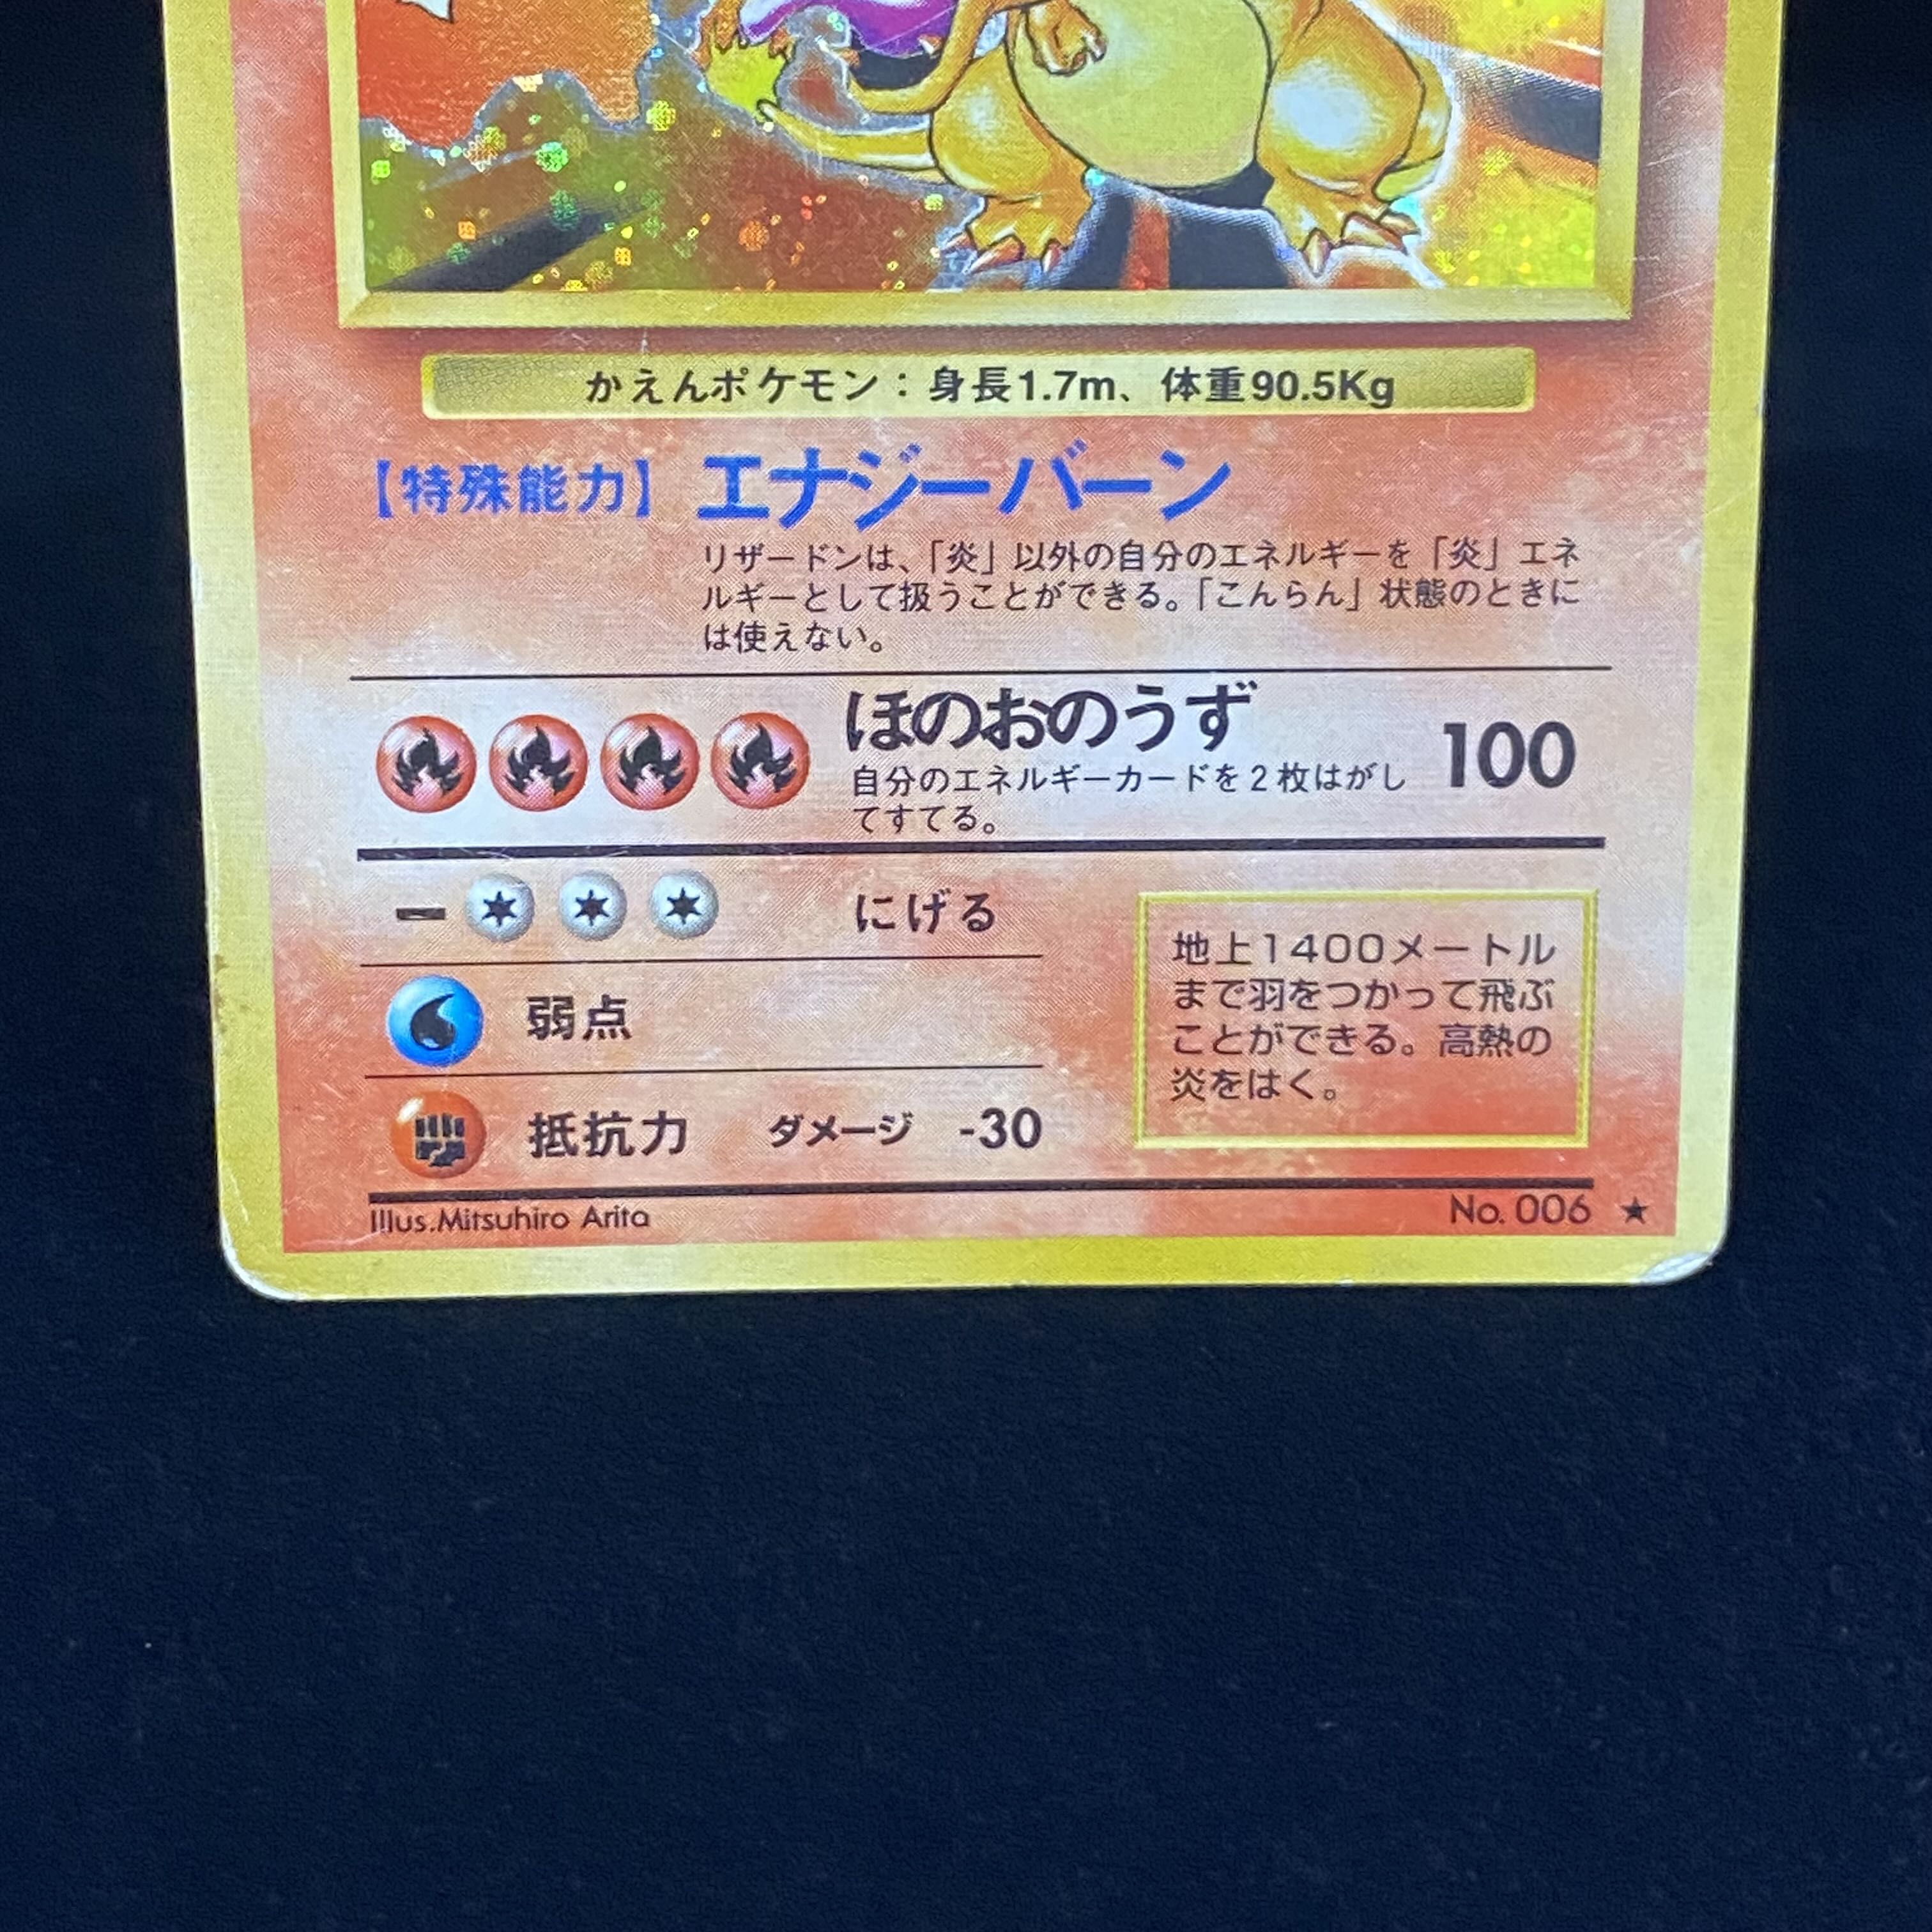 かえんポケモン：身長1.7m、体重90.5Kg
【特殊能力】 エナジーバーン
リザードンは、「炎」以外の自分のエネルギーを「炎」エネ
ルギーとして扱うことができる。「こんらん」状態のときに
は使えない。
ほのおのうず 100
自分のエネルギーカードを2枚はがし
てすてる。
にげる
弱点
抵抗力 ダメージ -30
地上1400メートル
まで羽をつかって飛ぶ
ことができる。高熱の
炎をはく。
Illus.Mitsuhiro Arita
No. 006 ★